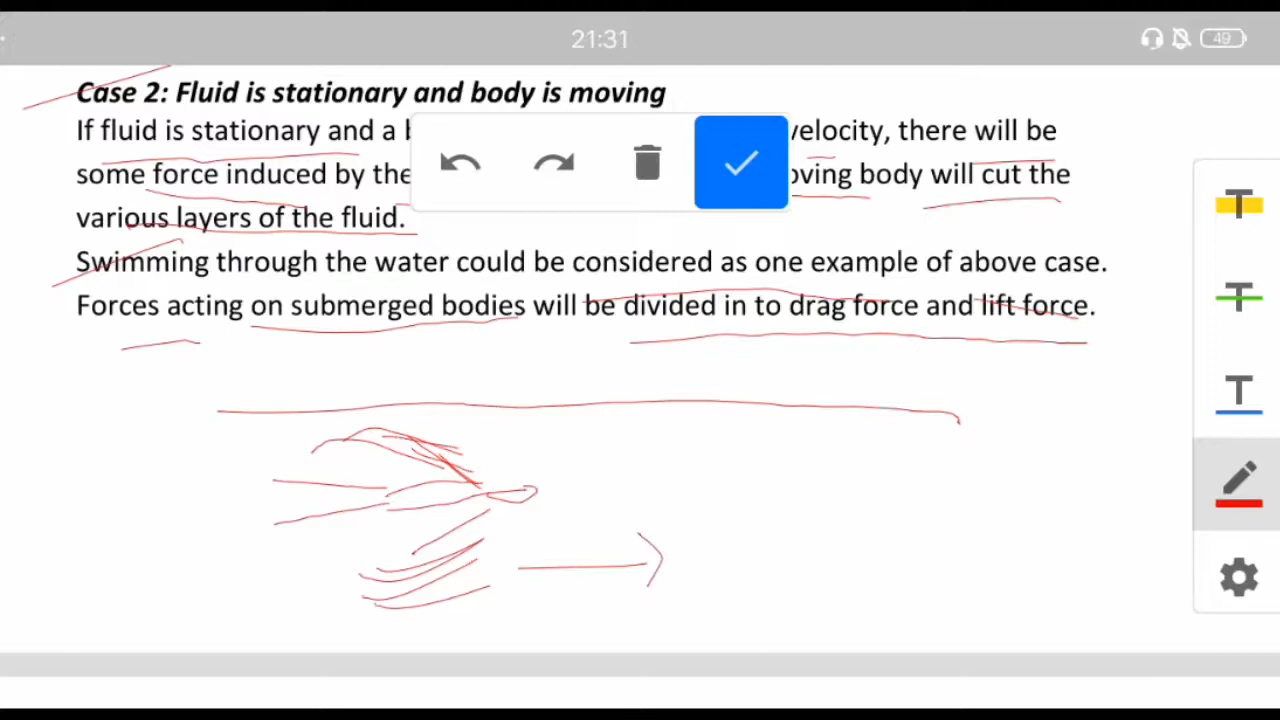 21:31
49
Case 2: Fluid is stationary and body is moving
If fluid is stationary and a velocity, there will be
some force induced by the body will cut the
various layers of the fluid.
Swimming through the water could be considered as one example of above case.
Forces acting on submerged bodies will be divided in to drag force and lift force.
T
T
T